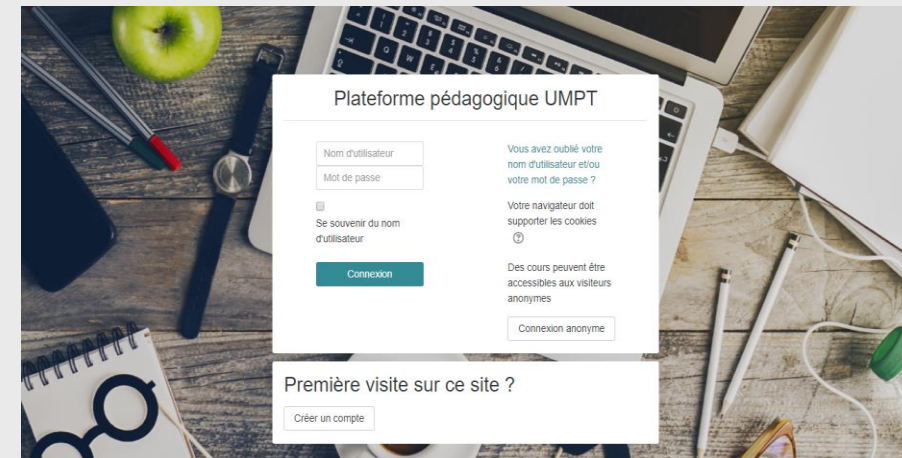 Plateforme pédagogique UMPT
Nom d'utilisateur
Mot de passe
Se souvenir du nom
d'utilisateur
Connexion
Vous avez oublié votre
nom d'utilisateur et/ou
votre mot de passe ?
Votre navigateur doit
supporter les cookies
Des cours peuvent être
accessibles aux visiteurs
anonymes
Connexion anonyme
Première visite sur ce site ?
Créer un compte